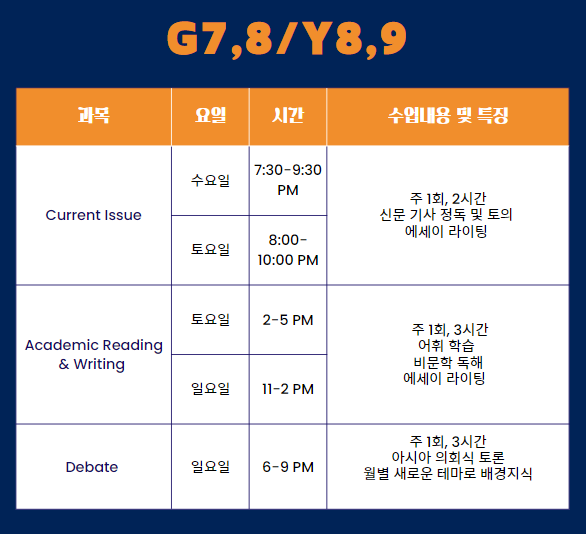 G7,8/Y8,9
과목 요일 시간 수업내용 및 특징
Current Issue
수요일
7:30-9:30
PM
토요일
8:00-
10:00 PM
주 1회, 2시간
신문 기사 정독 및 토의
에세이 라이팅
Academic Reading
& Writing
토요일
2-5 PM
일요일
11-2 PM
주 1회, 3시간
어휘 학습
비문학 독해
에세이 라이팅
Debate
일요일
6-9 PM
주 1회, 3시간
아시아 의회식 토론
월별 새로운 테마로 배경지식